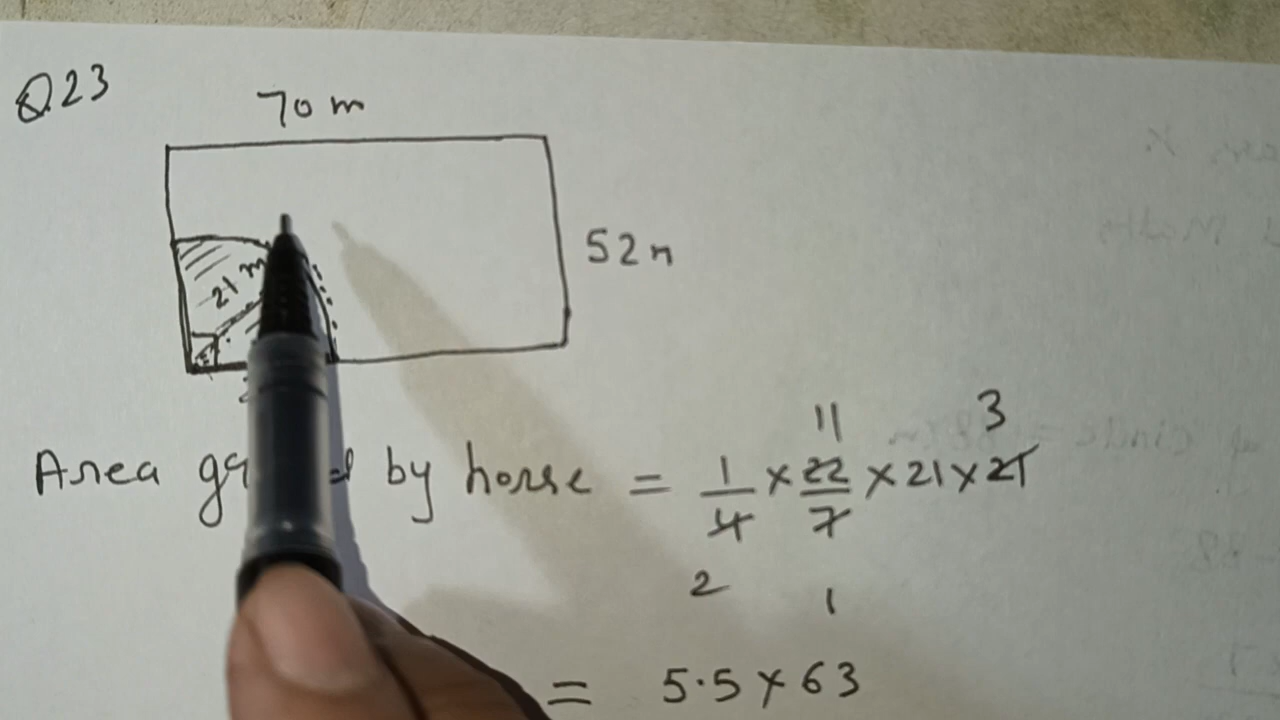 Q.23
70 m
52 m
21 m
Area by horse = 1/4 × 22/7 × 21 × 21
11 3
2 1
= 5.5 × 63